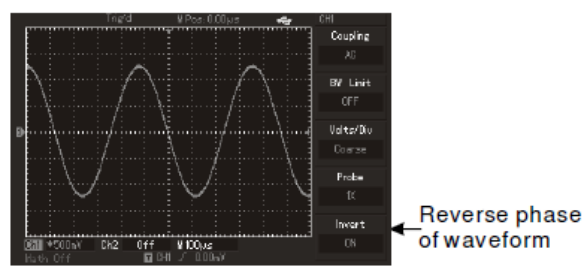 Trig'd M Pos: 0.00μs CH1
Coupling
AC
BW Limit
OFF
Volts/Div
Coarse
Probe
1X
Invert
ON
Reverse phase
of waveform
CH1 500mV Ch2 Off M 100μs
Math Off T CH1 0.00mV